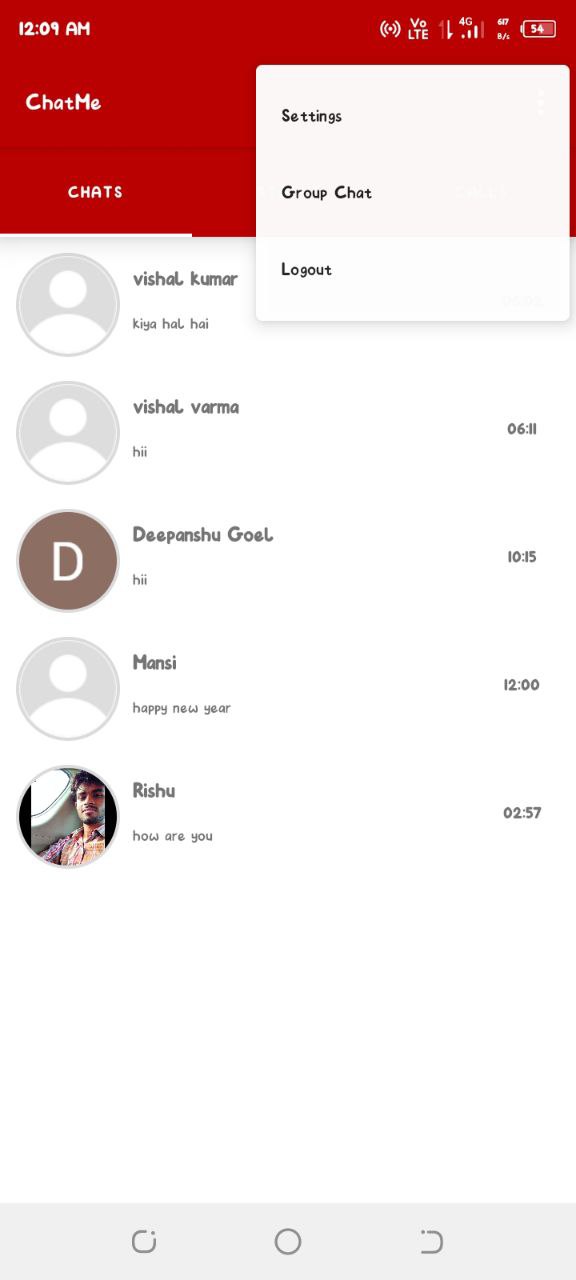 12:09 AM
Vo LTE 4G 617 B/s 54
ChatMe
Settings
CHATS
Group Chat
Logout
vishal kumar
kiya hal hai
vishal varma
hii
06:11
D
Deepanshu Goel
hii
10:15
Mansi
happy new year
12:00
Rishu
how are you
02:57